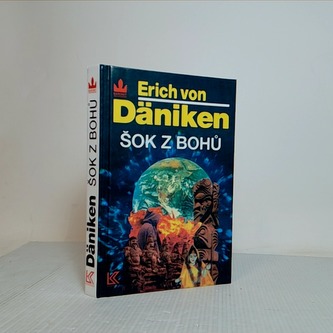 Erich von
Däniken
ŠOK Z BOHŮ
Däniken ŠOK Z BOHŮ